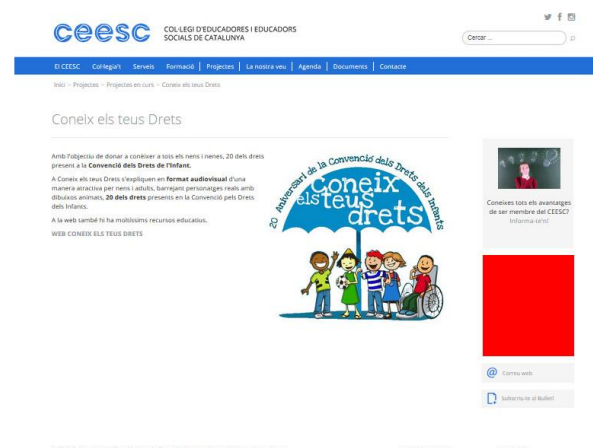 ceesc
COL·LEGI D'EDUCADORES I EDUCADORS
SOCIALS DE CATALUNYA
Cercar ...
El CEESC Col·legia't Serveis Formació | Projectes | La nostra veu | Agenda | Documents | Contacte
Inici > Projectes > Projectes en curs > Coneix els teus Drets
Coneix els teus Drets
Amb l'objectiu de donar a conèixer a tots els nens i nenes, 20 dels drets
present a la Convenció dels Drets de l'Infant.
A Coneix els teus Drets s'expliquen en format audiovisual d'una
manera atractiva per nens i adults, barrejant personatges reals amb
dibuixos animats, 20 dels drets presents en la Convenció pels Drets
dels Infants.
A la web també hi ha moltíssims recursos educatius.
WEB CONEIX ELS TEUS DRETS
20 Aniversari de la Convenció dels Drets dels Infants
Coneix
els teus
drets
Coneixes tots els avantatges
de ser membre del CEESC?
Informa-te'n!
@ Correu web
Subscriu-te al Butlletí